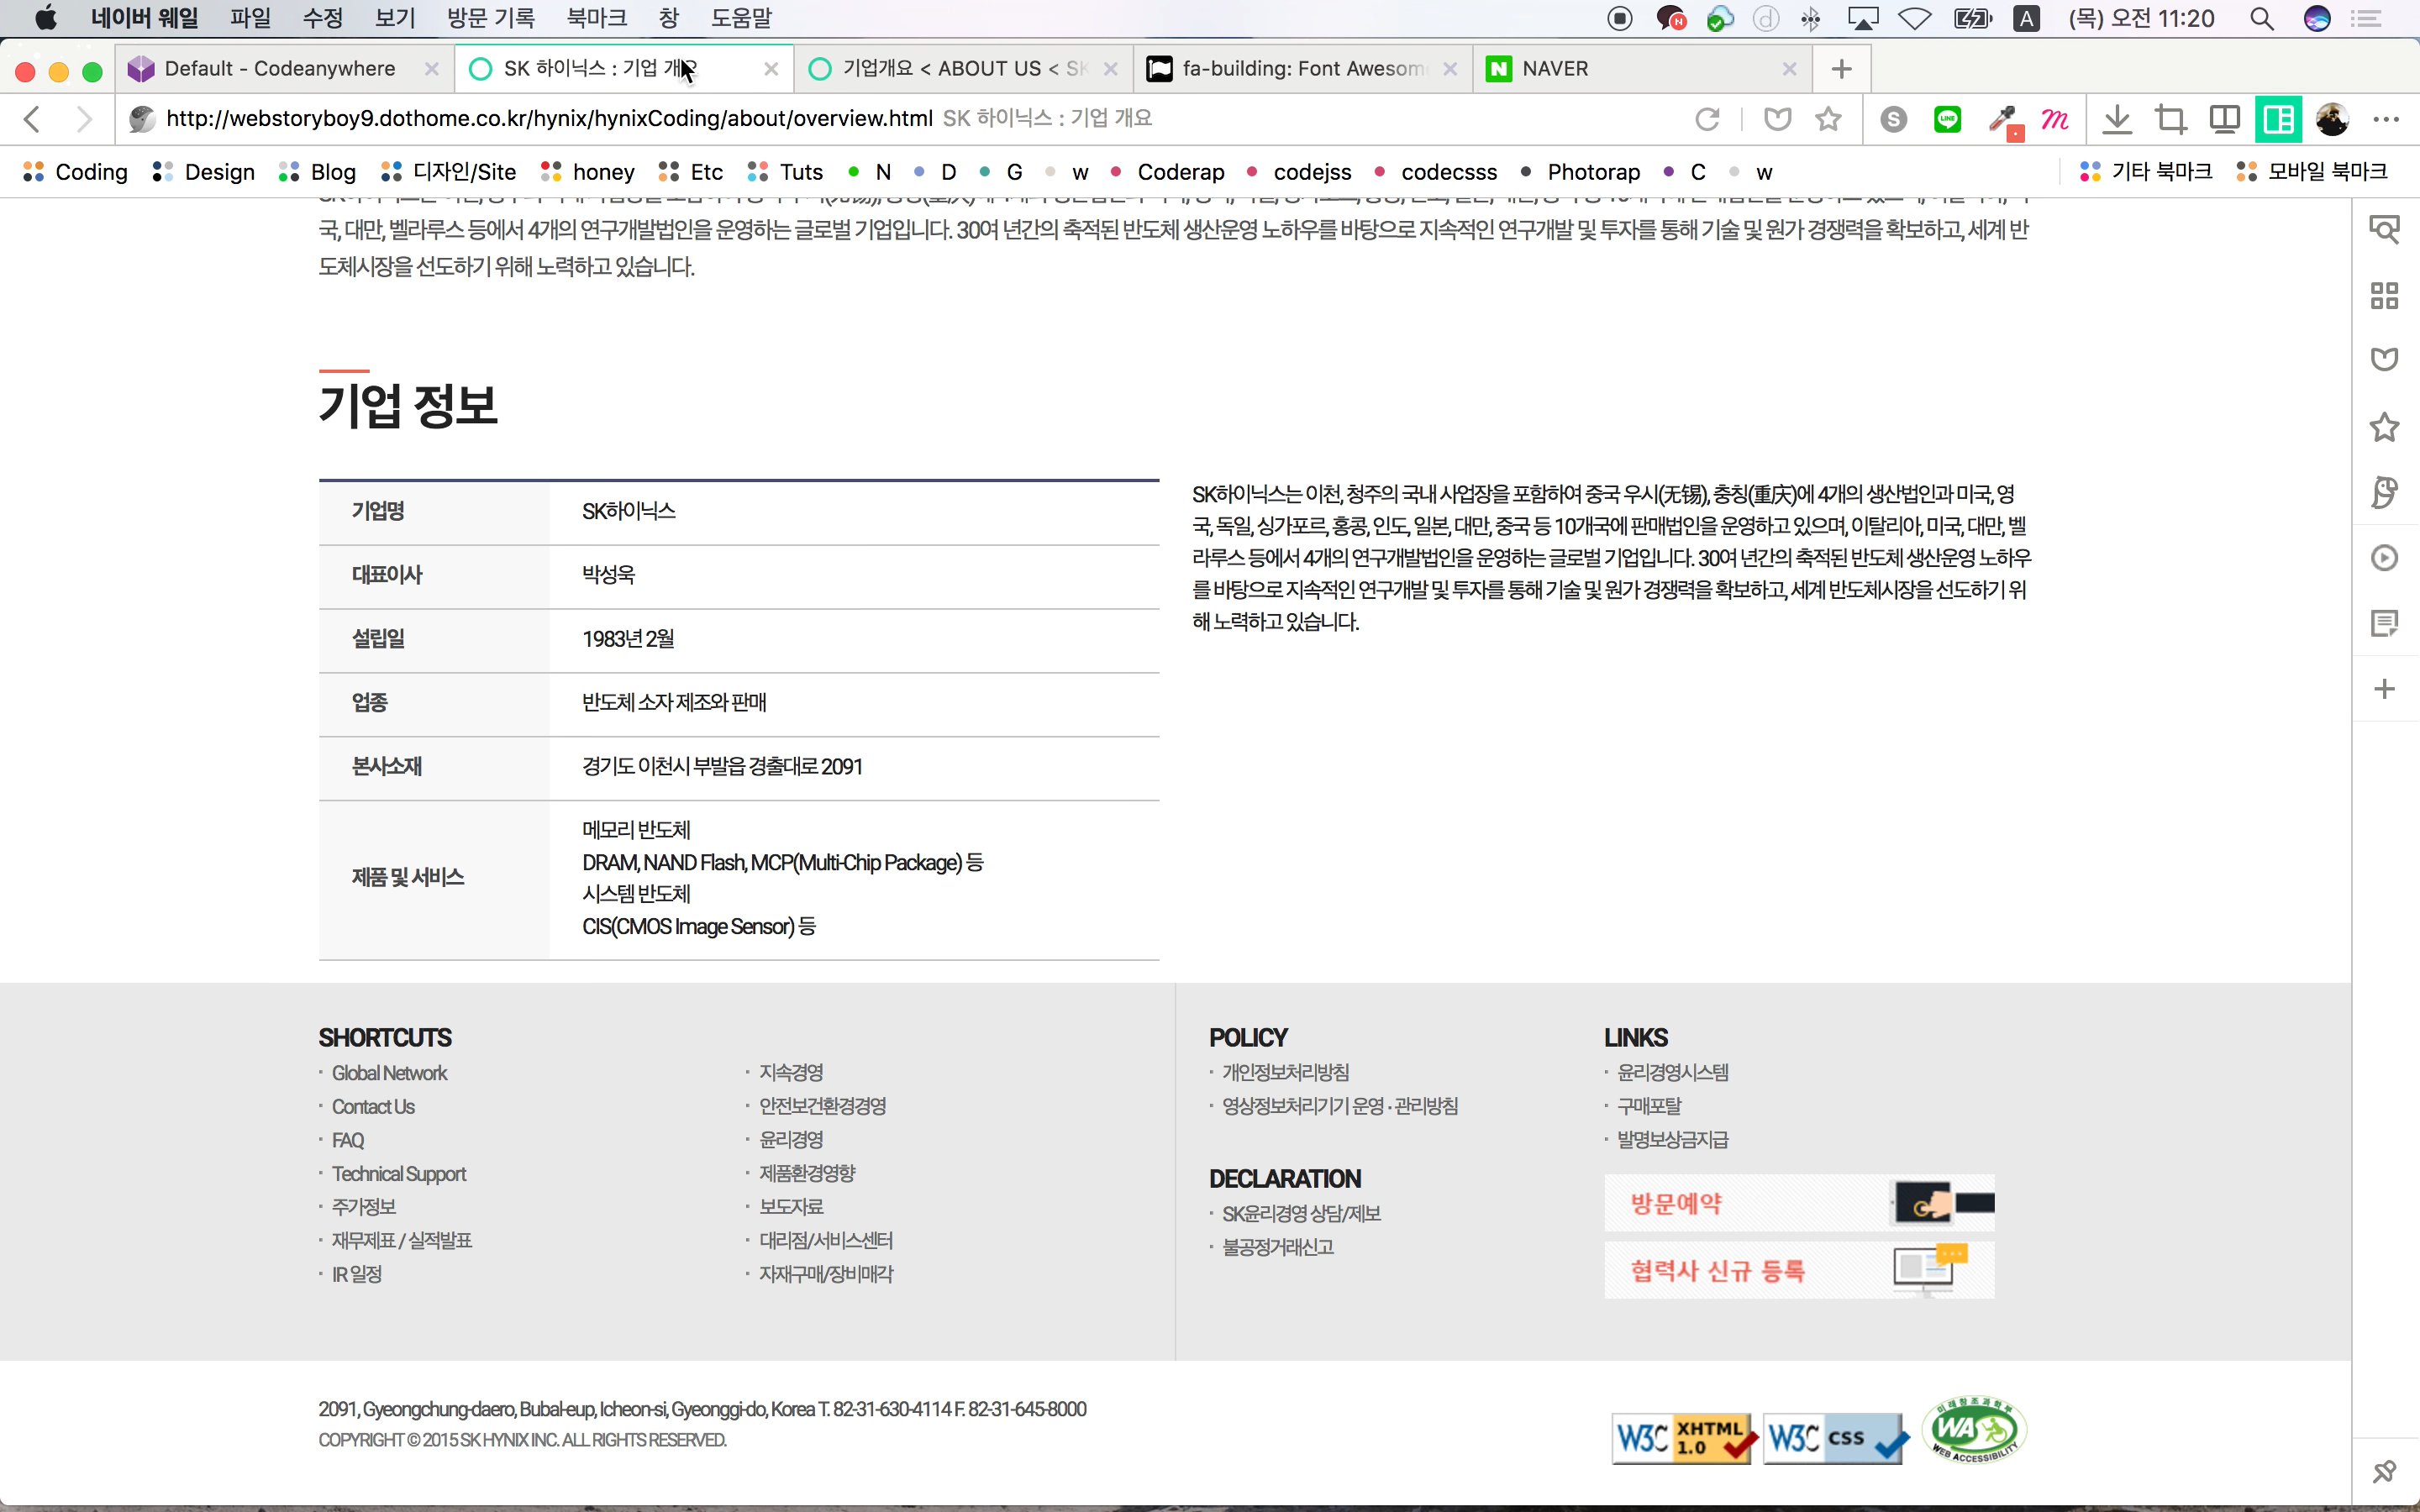 네이버 웨일 파일 수정 보기 방문 기록 북마크 창 도움말 A (목) 오전 11:20
Default - Codeanywhere SK 하이닉스 : 기업 개요 기업개요 < ABOUT US < SK fa-building: Font Awesom NAVER
http://webstoryboy9.dothome.co.kr/hynix/hynixCoding/about/overview.html SK 하이닉스 : 기업 개요
Coding Design Blog 디자인/Site honey Etc Tuts N D G w Coderap codejss codecsss Photorap C w 기타 북마크 모바일 북마크
국, 대만, 벨라루스 등에서 4개의 연구개발법인을 운영하는 글로벌 기업입니다. 30여 년간의 축적된 반도체 생산운영 노하우를 바탕으로 지속적인 연구개발 및 투자를 통해 기술 및 원가 경쟁력을 확보하고, 세계 반
도체시장을 선도하기 위해 노력하고 있습니다.
기업 정보
기업명 SK하이닉스
대표이사 박성욱
설립일 1983년 2월
업종 반도체 소자 제조와 판매
본사소재 경기도 이천시 부발읍 경출대로 2091
제품 및 서비스
메모리 반도체
DRAM, NAND Flash, MCP(Multi-Chip Package) 등
시스템 반도체
CIS(CMOS Image Sensor) 등
SK하이닉스는 이천, 청주의 국내 사업장을 포함하여 중국 우시(无锡), 충칭(重庆)에 4개의 생산법인과 미국, 영
국, 독일, 싱가포르, 홍콩, 인도, 일본, 대만, 중국 등 10개국에 판매법인을 운영하고 있으며, 이탈리아, 미국, 대만, 벨
라루스 등에서 4개의 연구개발법인을 운영하는 글로벌 기업입니다. 30여 년간의 축적된 반도체 생산운영 노하우
를 바탕으로 지속적인 연구개발 및 투자를 통해 기술 및 원가 경쟁력을 확보하고, 세계 반도체시장을 선도하기 위
해 노력하고 있습니다.
SHORTCUTS
· Global Network
· Contact Us
· FAQ
· Technical Support
· 주가정보
· 재무제표 / 실적발표
· IR 일정
· 지속경영
· 안전보건환경경영
· 윤리경영
· 제품환경영향
· 보도자료
· 대리점/서비스센터
· 자재구매/장비매각
POLICY
· 개인정보처리방침
· 영상정보처리기기 운영·관리방침
DECLARATION
· SK윤리경영 상담/제보
· 불공정거래신고
LINKS
· 윤리경영시스템
· 구매포탈
· 발명보상금지급
방문예약
협력사 신규 등록
2091, Gyeongchung-daero, Bubal-eup, Icheon-si, Gyeonggi-do, Korea T. 82-31-630-4114 F. 82-31-645-8000
COPYRIGHT © 2015 SK HYNIX INC. ALL RIGHTS RESERVED.
W3C XHTML 1.0
W3C CSS
미래창조과학부
WA
WEB ACCESSIBILITY